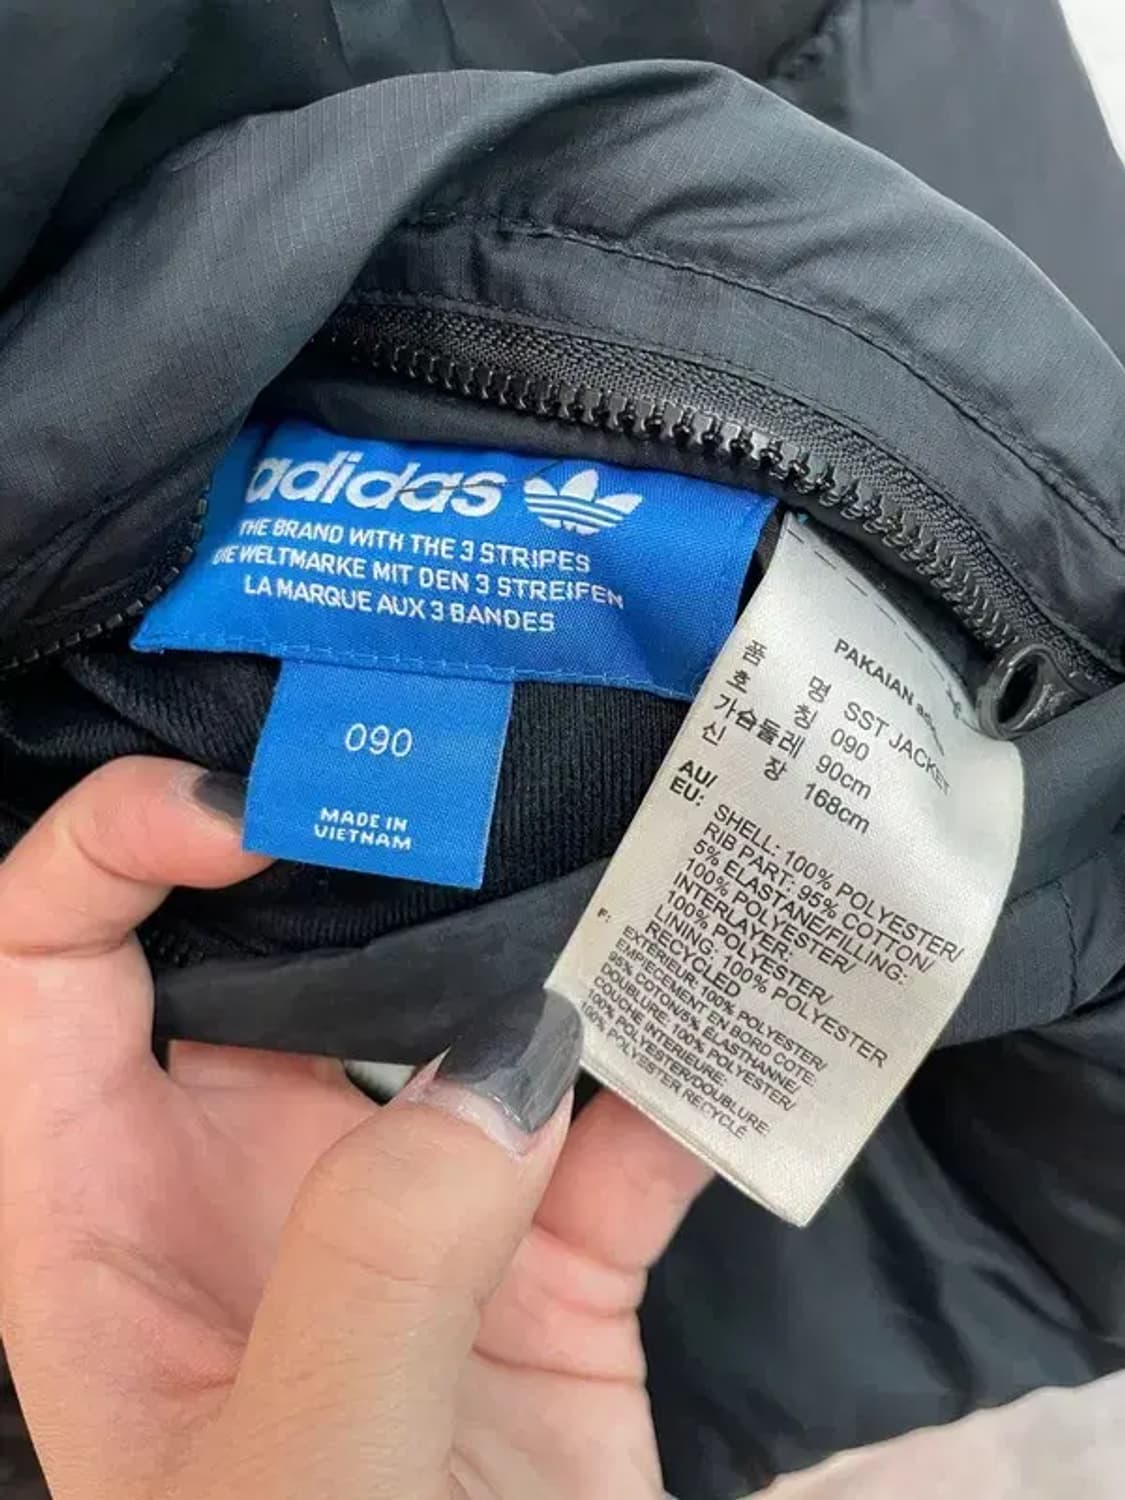 adidas
THE BRAND WITH THE 3 STRIPES
DIE WELTMARKE MIT DEN 3 STREIFEN
LA MARQUE AUX 3 BANDES
090
MADE IN
VIETNAM
PAKAIAN
품 명 SST JACKET
호 칭 090
가슴둘레 90cm
신 장 168cm
AU/
EU: SHELL: 100% POLYESTER/
RIB PART: 95% COTTON/
5% ELASTANE/FILLING:
100% POLYESTER/
INTERLAYER:
100% POLYESTER/
LINING: 100% POLYESTER
RECYCLED
F: EXTÉRIEUR: 100% POLYESTER/
EMPIECEMENT EN BORD COTE:
95% COTON/5% ÉLASTHANNE/
DOUBLURE: 100% POLYESTER/
COUCHE INTERIEURE:
100% POLYESTER/DOUBLURE:
100% POLYESTER RECYCLÉ